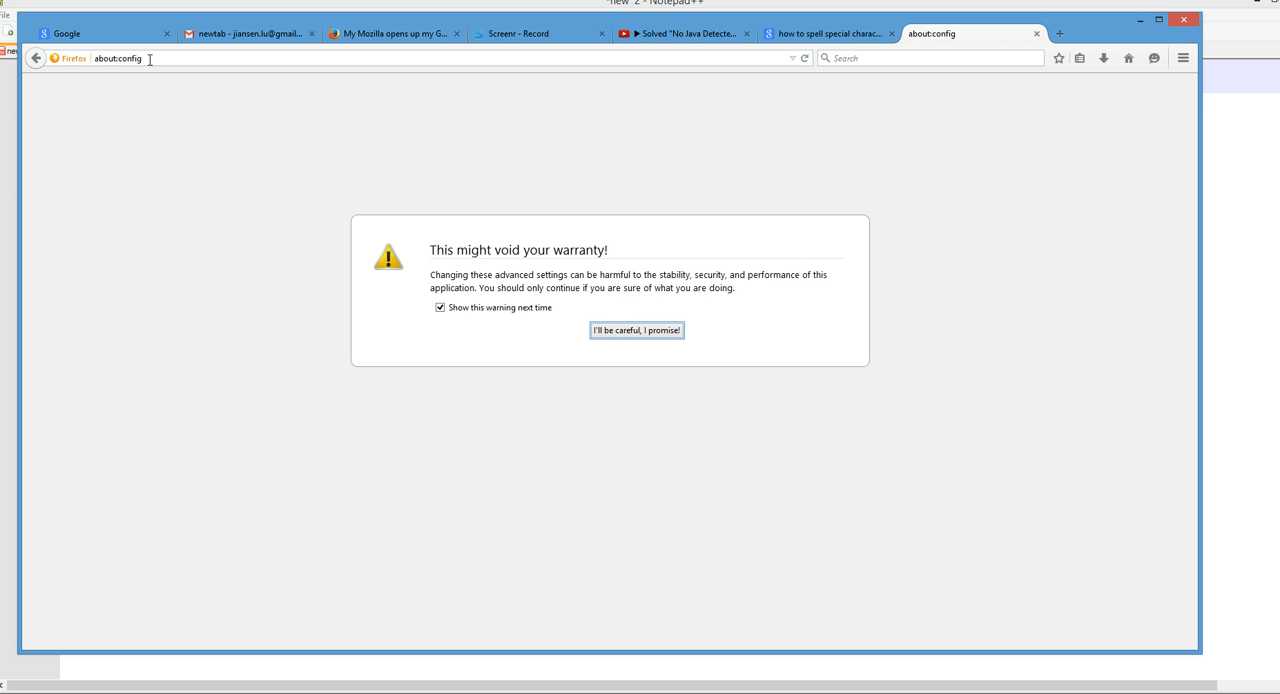 *new 2 - Notepad++
File
Google
newtab - jiansen.lu@gmail...
My Mozilla opens up my G...
Screenr - Record
▶ Solved "No Java Detecte...
how to spell special charac...
about:config
Firefox
about:config
Search
This might void your warranty!
Changing these advanced settings can be harmful to the stability, security, and performance of this
application. You should only continue if you are sure of what you are doing.
Show this warning next time
I'll be careful, I promise!